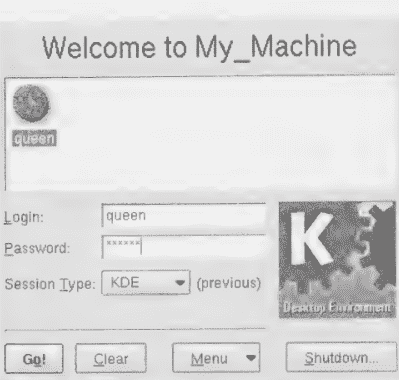 Welcome to My_Machine
queen
Login: queen
Password: ******
Session Type: KDE (previous)
K
Desktop Environment
Go! Clear Menu Shutdown...